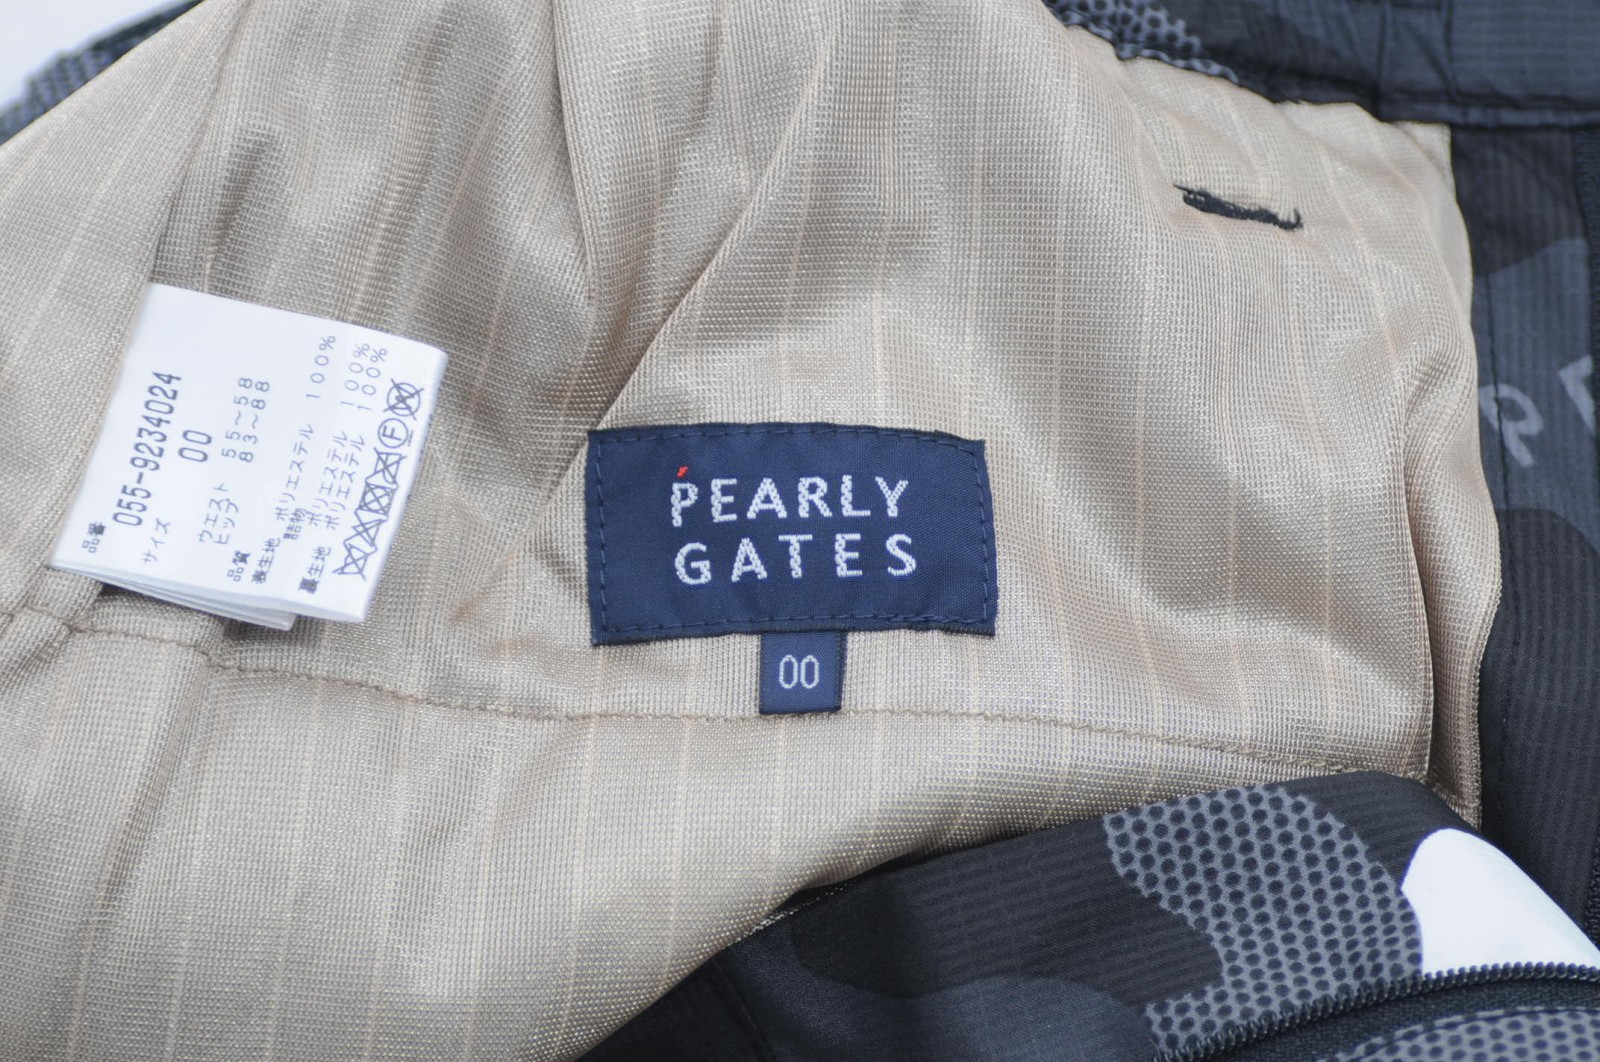 品番
055-9234024
サイズ
00
ウエスト 55～58
ヒップ 83～88
品質
表生地 ポリエステル 100%
詰物 ポリエステル 100%
裏生地 ポリエステル 100%
F
PEARLY
GATES
00